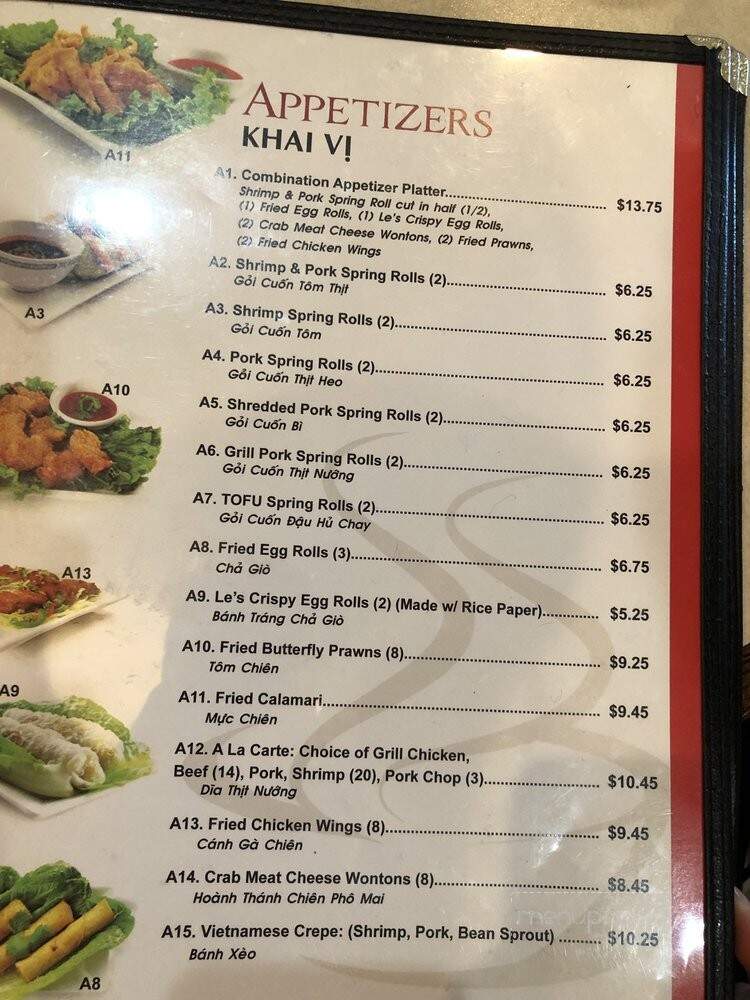 APPETIZERS
KHAI VỊ
A11
A1. Combination Appetizer Platter.......................................... $13.75
Shrimp & Pork Spring Roll cut in half (1/2),
(1) Fried Egg Rolls, (1) Le's Crispy Egg Rolls,
(2) Crab Meat Cheese Wontons, (2) Fried Prawns,
(2) Fried Chicken Wings
A2. Shrimp & Pork Spring Rolls (2).......................................... $6.25
Gỏi Cuốn Tôm Thịt
A3
A3. Shrimp Spring Rolls (2).......................................... $6.25
Gỏi Cuốn Tôm
A4. Pork Spring Rolls (2).......................................... $6.25
Gỏi Cuốn Thịt Heo
A10
A5. Shredded Pork Spring Rolls (2).......................................... $6.25
Gỏi Cuốn Bì
A6. Grill Pork Spring Rolls (2).......................................... $6.25
Gỏi Cuốn Thịt Nướng
A7. TOFU Spring Rolls (2).......................................... $6.25
Gỏi Cuốn Đậu Hủ Chay
A8. Fried Egg Rolls (3).......................................... $6.75
Chả Giò
A13
A9. Le's Crispy Egg Rolls (2) (Made w/ Rice Paper).............. $5.25
Bánh Tráng Chả Giò
A10. Fried Butterfly Prawns (8).......................................... $9.25
Tôm Chiên
A9
A11. Fried Calamari.......................................... $9.45
Mực Chiên
A12. A La Carte: Choice of Grill Chicken,
Beef (14), Pork, Shrimp (20), Pork Chop (3).......................... $10.45
Dĩa Thịt Nướng
A13. Fried Chicken Wings (8).......................................... $9.45
Cánh Gà Chiên
A14. Crab Meat Cheese Wontons (8).................................... $8.45
Hoành Thánh Chiên Phô Mai
A15. Vietnamese Crepe: (Shrimp, Pork, Bean Sprout) .......... $10.25
Bánh Xèo
A8